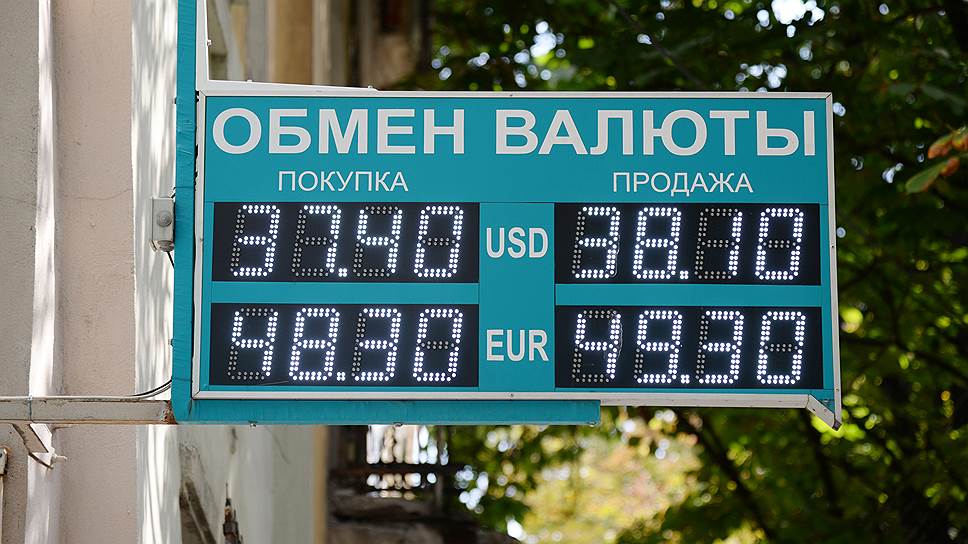 ОБМЕН ВАЛЮТЫ
ПОКУПКА ПРОДАЖА
37.40 USD 38.10
48.30 EUR 49.30